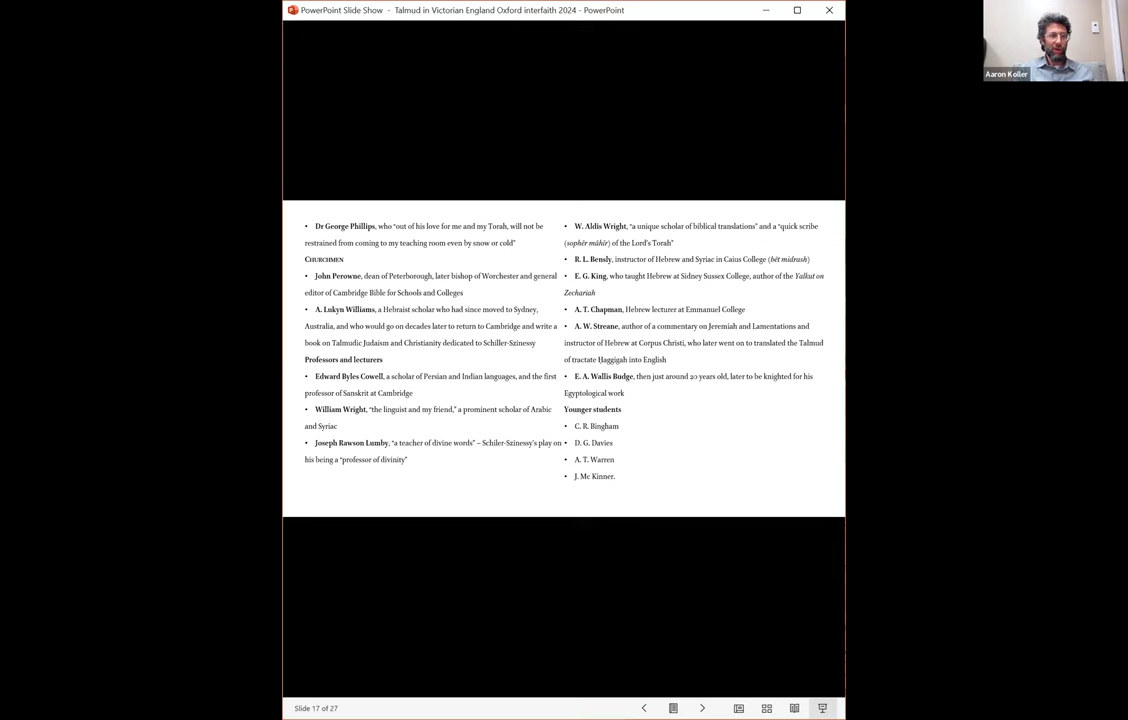 PowerPoint Slide Show - Talmud in Victorian England Oxford interfaith 2024 - PowerPoint
Aaron Koller
• Dr George Phillips, who “out of his love for me and my Torah, will not be
restrained from coming to my teaching room even by snow or cold”
CHURCHMEN
• John Perowne, dean of Peterborough, later bishop of Worchester and general
editor of Cambridge Bible for Schools and Colleges
• A. Lukyn Williams, a Hebraist scholar who had since moved to Sydney,
Australia, and who would go on decades later to return to Cambridge and write a
book on Talmudic Judaism and Christianity dedicated to Schiller-Szinessy
Professors and lecturers
• Edward Byles Cowell, a scholar of Persian and Indian languages, and the first
professor of Sanskrit at Cambridge
• William Wright, “the linguist and my friend,” a prominent scholar of Arabic
and Syriac
• Joseph Rawson Lumby, “a teacher of divine words” – Schiler-Szinessy’s play on
his being a “professor of divinity”
• W. Aldis Wright, “a unique scholar of biblical translations” and a “quick scribe
(sophēr māhîr) of the Lord’s Torah”
• R. L. Bensly, instructor of Hebrew and Syriac in Caius College (bēt midrash)
• E. G. King, who taught Hebrew at Sidney Sussex College, author of the Yalkut on
Zechariah
• A. T. Chapman, Hebrew lecturer at Emmanuel College
• A. W. Streane, author of a commentary on Jeremiah and Lamentations and
instructor of Hebrew at Corpus Christi, who later went on to translated the Talmud
of tractate Ḥaggigah into English
• E. A. Wallis Budge, then just around 20 years old, later to be knighted for his
Egyptological work
Younger students
• C. R. Bingham
• D. G. Davies
• A. T. Warren
• J. Mc Kinner.
Slide 17 of 27